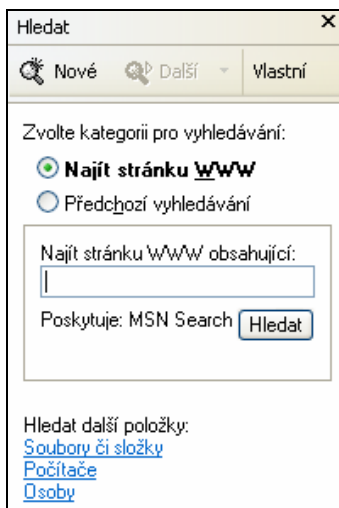 Hledat
Nové Další Vlastní
Zvolte kategorii pro vyhledávání:
Najít stránku WWW
Předchozí vyhledávání
Najít stránku WWW obsahující:
Poskytuje: MSN Search Hledat
Hledat další položky:
Soubory či složky
Počítače
Osoby